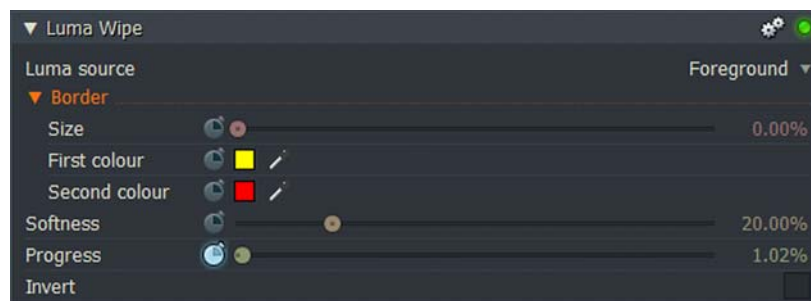 Luma Wipe
Luma source Foreground
Border
Size 0.00%
First colour
Second colour
Softness 20.00%
Progress 1.02%
Invert